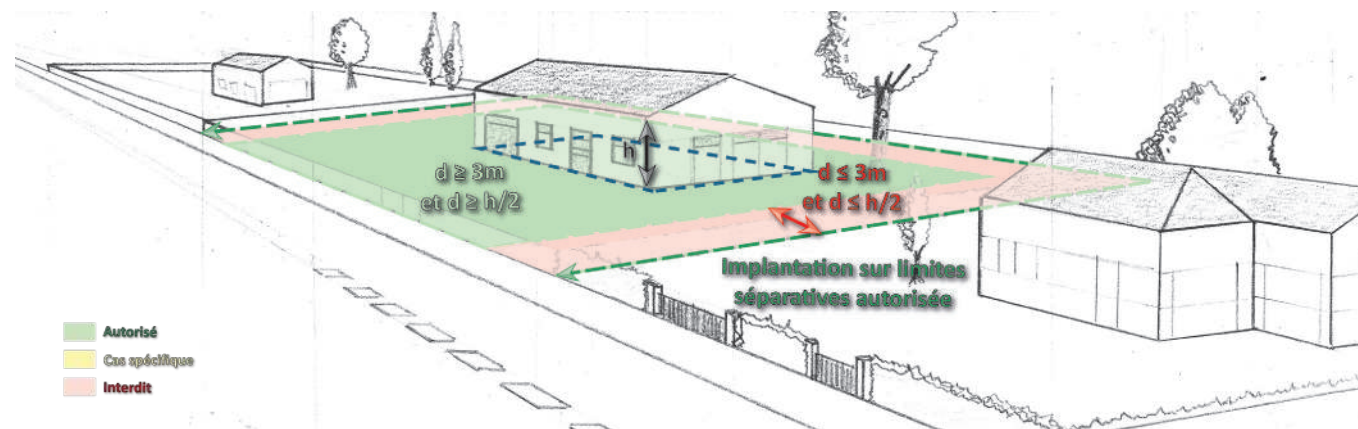 h
d ≥ 3m
et d ≥ h/2
d ≤ 3m
et d ≤ h/2
Implantation sur limites
séparatives autorisée
Autorisé
Cas spécifique
Interdit